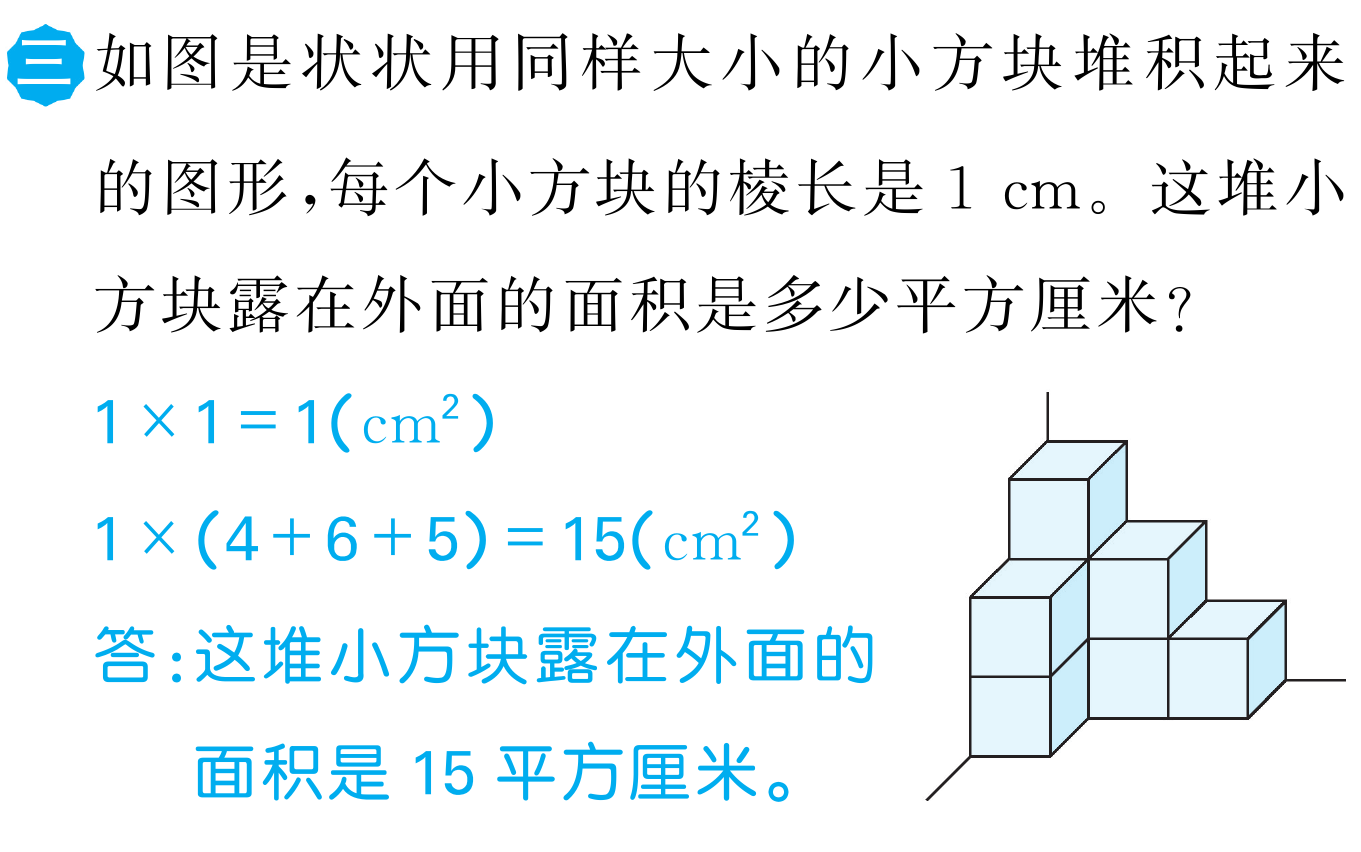 三 如图是状状用同样大小的小方块堆积起来
的图形,每个小方块的棱长是 1 cm。这堆小
方块露在外面的面积是多少平方厘米?
1×1=1(cm²)
1×(4+6+5)=15(cm²)
答:这堆小方块露在外面的
面积是 15 平方厘米。